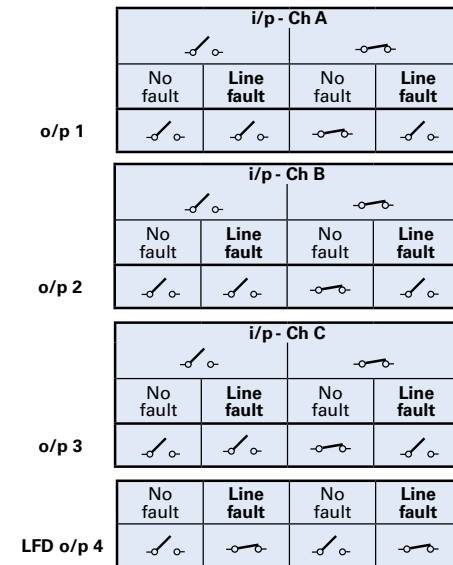 i/p - Ch A
No fault Line fault No fault Line fault
o/p 1
i/p - Ch B
No fault Line fault No fault Line fault
o/p 2
i/p - Ch C
No fault Line fault No fault Line fault
o/p 3
No fault Line fault No fault Line fault
LFD o/p 4